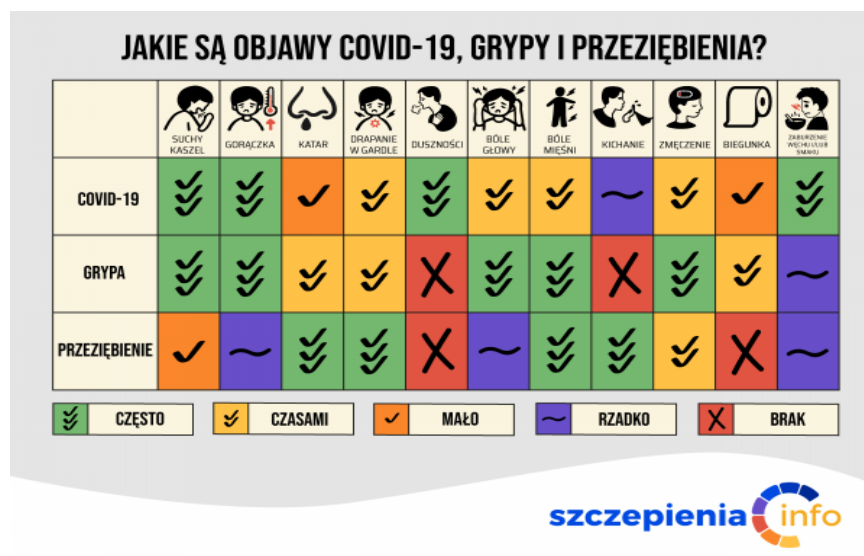 JAKIE SĄ OBJAWY COVID-19, GRYPY I PRZEZIĘBIENIA?
SUCHY
KASZEL
GORĄCZKA
KATAR
DRAPANIE
W GARDLE
DUSZNOŚCI
BÓLE
GŁOWY
BÓLE
MIĘŚNI
KICHANIE
ZMĘCZENIE
BIEGUNKA
ZABURZENIE
WĘCHU I/LUB
SMAKU
COVID-19
GRYPA
PRZEZIĘBIENIE
CZĘSTO
CZASAMI
MAŁO
RZADKO
BRAK
szczepienia info